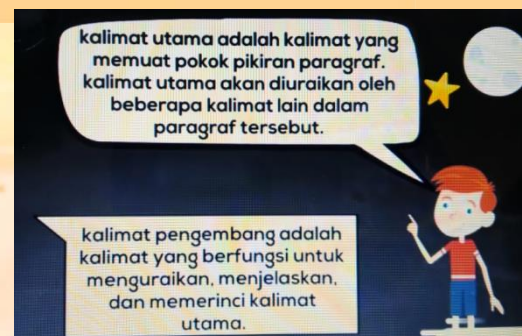 kalimat utama adalah kalimat yang
memuat pokok pikiran paragraf.
kalimat utama akan diuraikan oleh
beberapa kalimat lain dalam
paragraf tersebut.
kalimat pengembang adalah
kalimat yang berfungsi untuk
menguraikan, menjelaskan,
dan memerinci kalimat
utama.